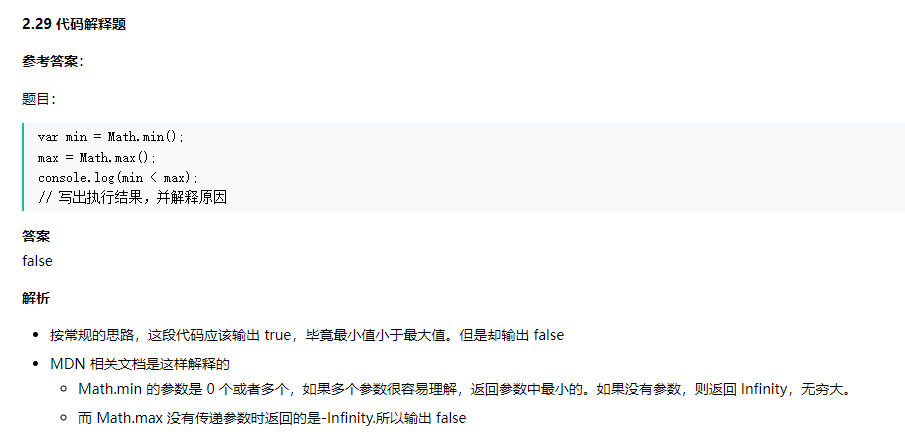 2.29 代码解释题
参考答案：
题目：
var min = Math.min();
max = Math.max();
console.log(min < max);
// 写出执行结果，并解释原因
答案
false
解析
• 按常规的思路，这段代码应该输出 true，毕竟最小值小于最大值。但是却输出 false
• MDN 相关文档是这样解释的
○ Math.min 的参数是 0 个或者多个，如果多个参数很容易理解，返回参数中最小的。如果没有参数，则返回 Infinity，无穷大。
○ 而 Math.max 没有传递参数时返回的是-Infinity.所以输出 false